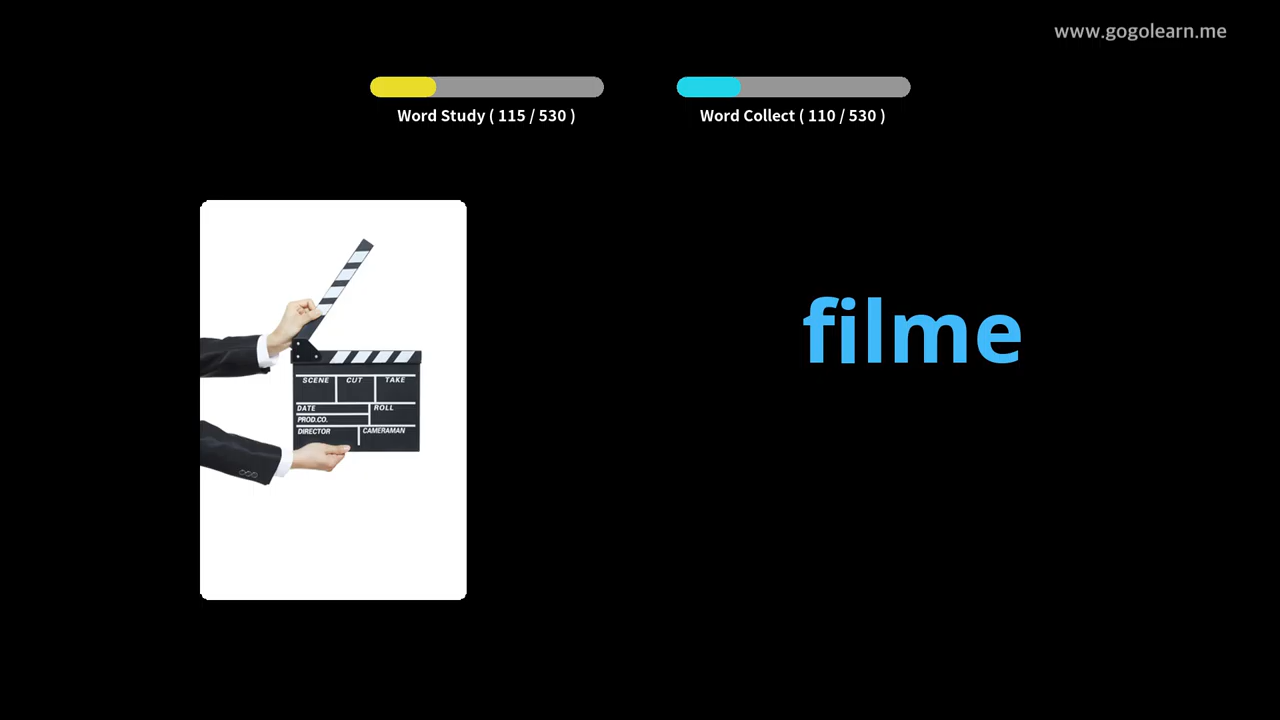 www.gogolearn.me
Word Study ( 115 / 530 )
Word Collect ( 110 / 530 )
filme
SCENE CUT TAKE
DATE ROLL
PROD.CO.
DIRECTOR CAMERAMAN